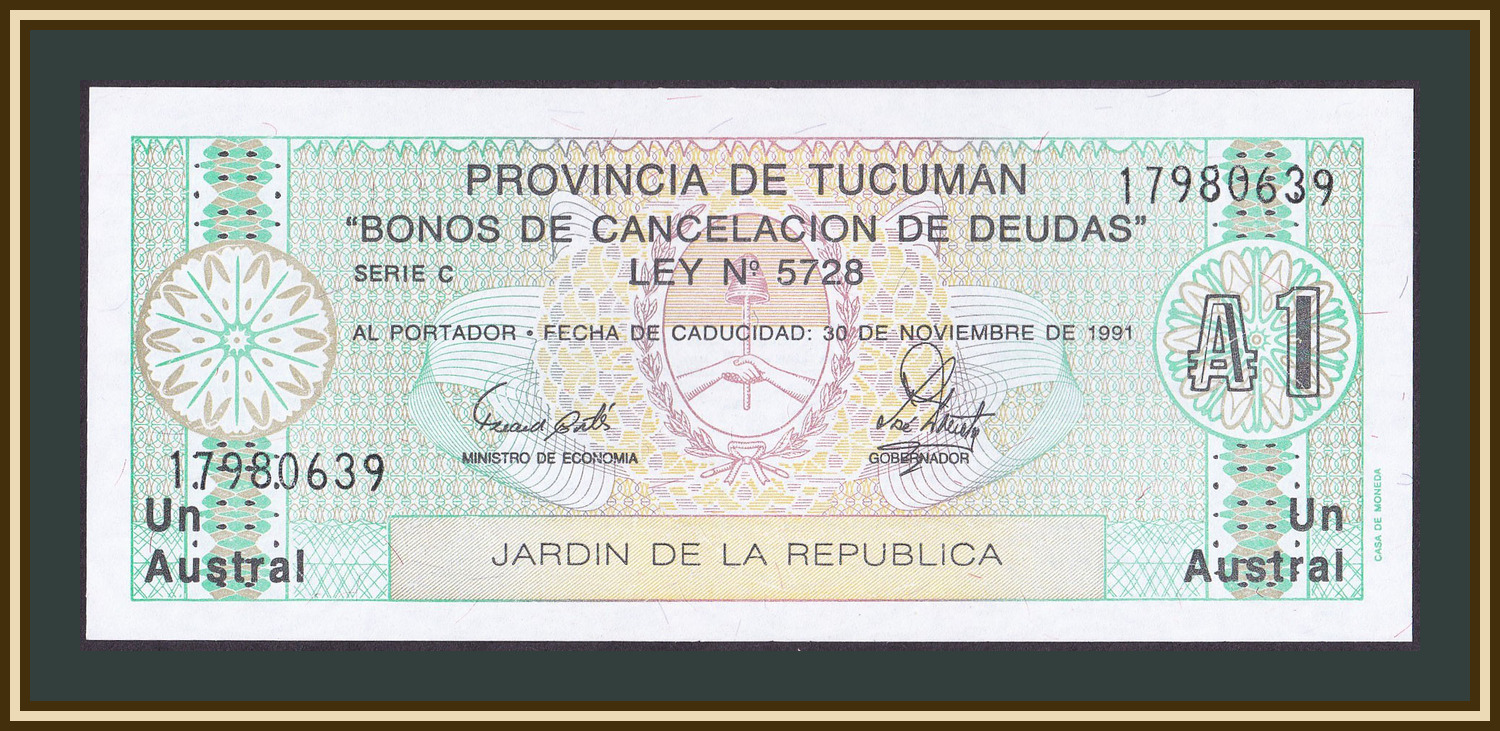 PROVINCIA DE TUCUMAN
17980639
“BONOS DE CANCELACION DE DEUDAS”
SERIE C
LEY Nº 5728
AL PORTADOR • FECHA DE CADUCIDAD: 30 DE NOVIEMBRE DE 1991
₳1
MINISTRO DE ECONOMIA
GOBERNADOR
17980639
Un
Austral
Un
Austral
JARDIN DE LA REPUBLICA
CASA DE MONEDA